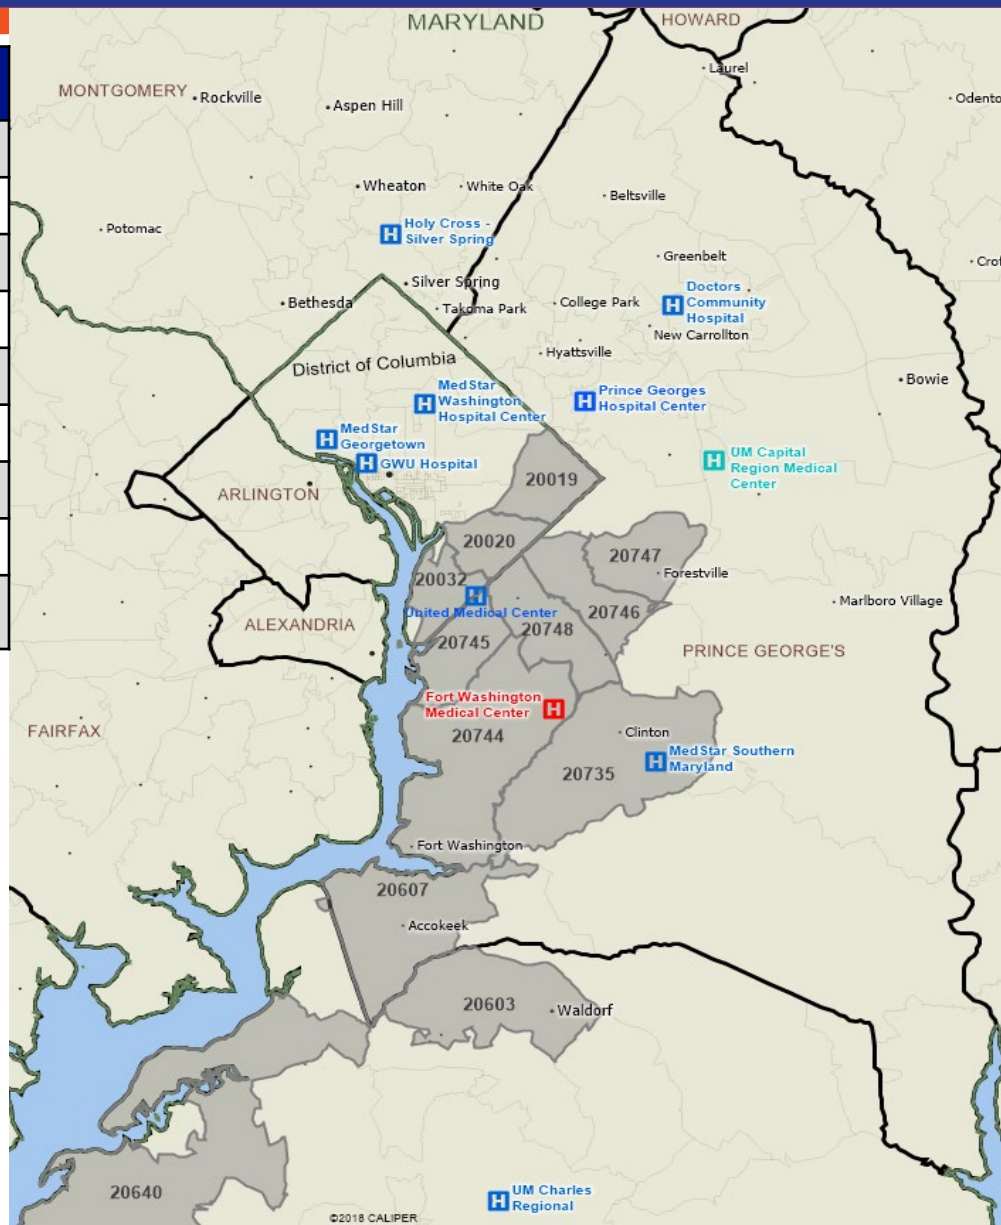 MARYLAND
HOWARD
Laurel
MONTGOMERY
Rockville
Aspen Hill
Odento
Wheaton
White Oak
Beltsville
Potomac
Holy Cross -
Silver Spring
Greenbelt
Crof
Silver Spring
Doctors
Community
Hospital
Bethesda
Takoma Park
College Park
New Carrollton
Hyattsville
District of Columbia
Bowie
MedStar
Washington
Hospital Center
Prince Georges
Hospital Center
MedStar
Georgetown
GWU Hospital
UM Capital
Region Medical
Center
20019
ARLINGTON
20020
20747
20032
Forestville
United Medical Center
20746
Marlboro Village
ALEXANDRIA
20748
20745
PRINCE GEORGE'S
Fort Washington
Medical Center
FAIRFAX
20744
Clinton
MedStar Southern
Maryland
20735
Fort Washington
20607
Accokeek
20603
Waldorf
20640
UM Charles
Regional
©2018 CALIPER